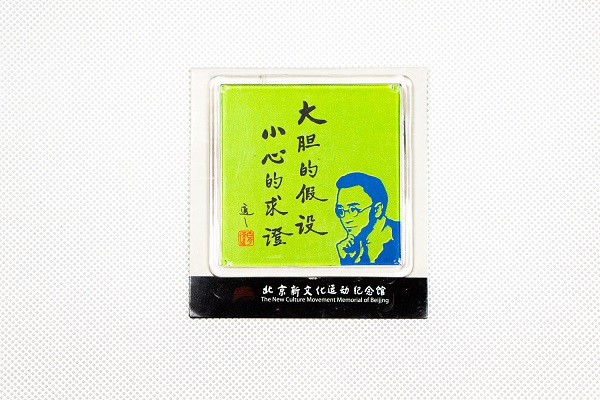 大胆的假设
小心的求證
適
北京新文化运动纪念馆
The New Culture Movement Memorial of Beijing